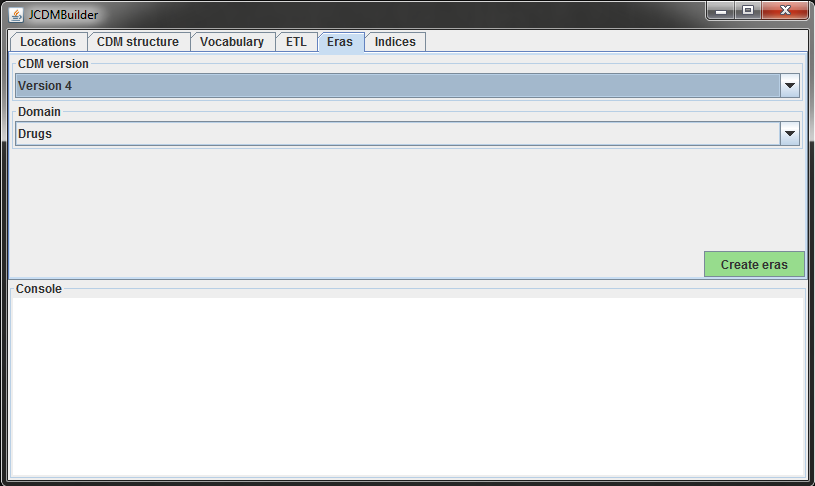 JCDMBuilder
Locations CDM structure Vocabulary ETL Eras Indices
CDM version
Version 4
Domain
Drugs
Create eras
Console